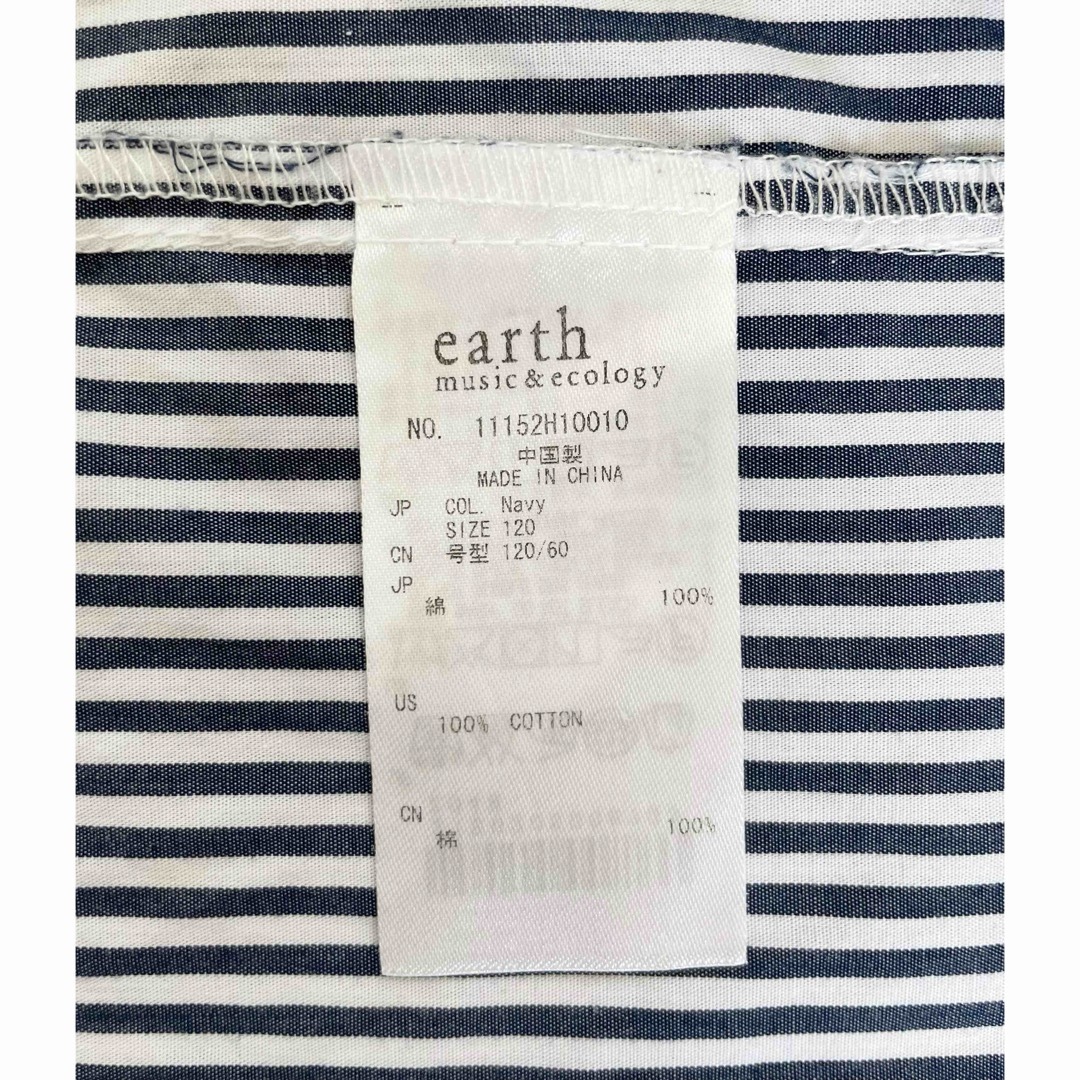 earth
music & ecology
NO. 11152H10010
中国製
MADE IN CHINA
JP COL. Navy
SIZE 120
CN 号型 120/60
JP
綿 100%
US
100% COTTON
CN
棉 100%